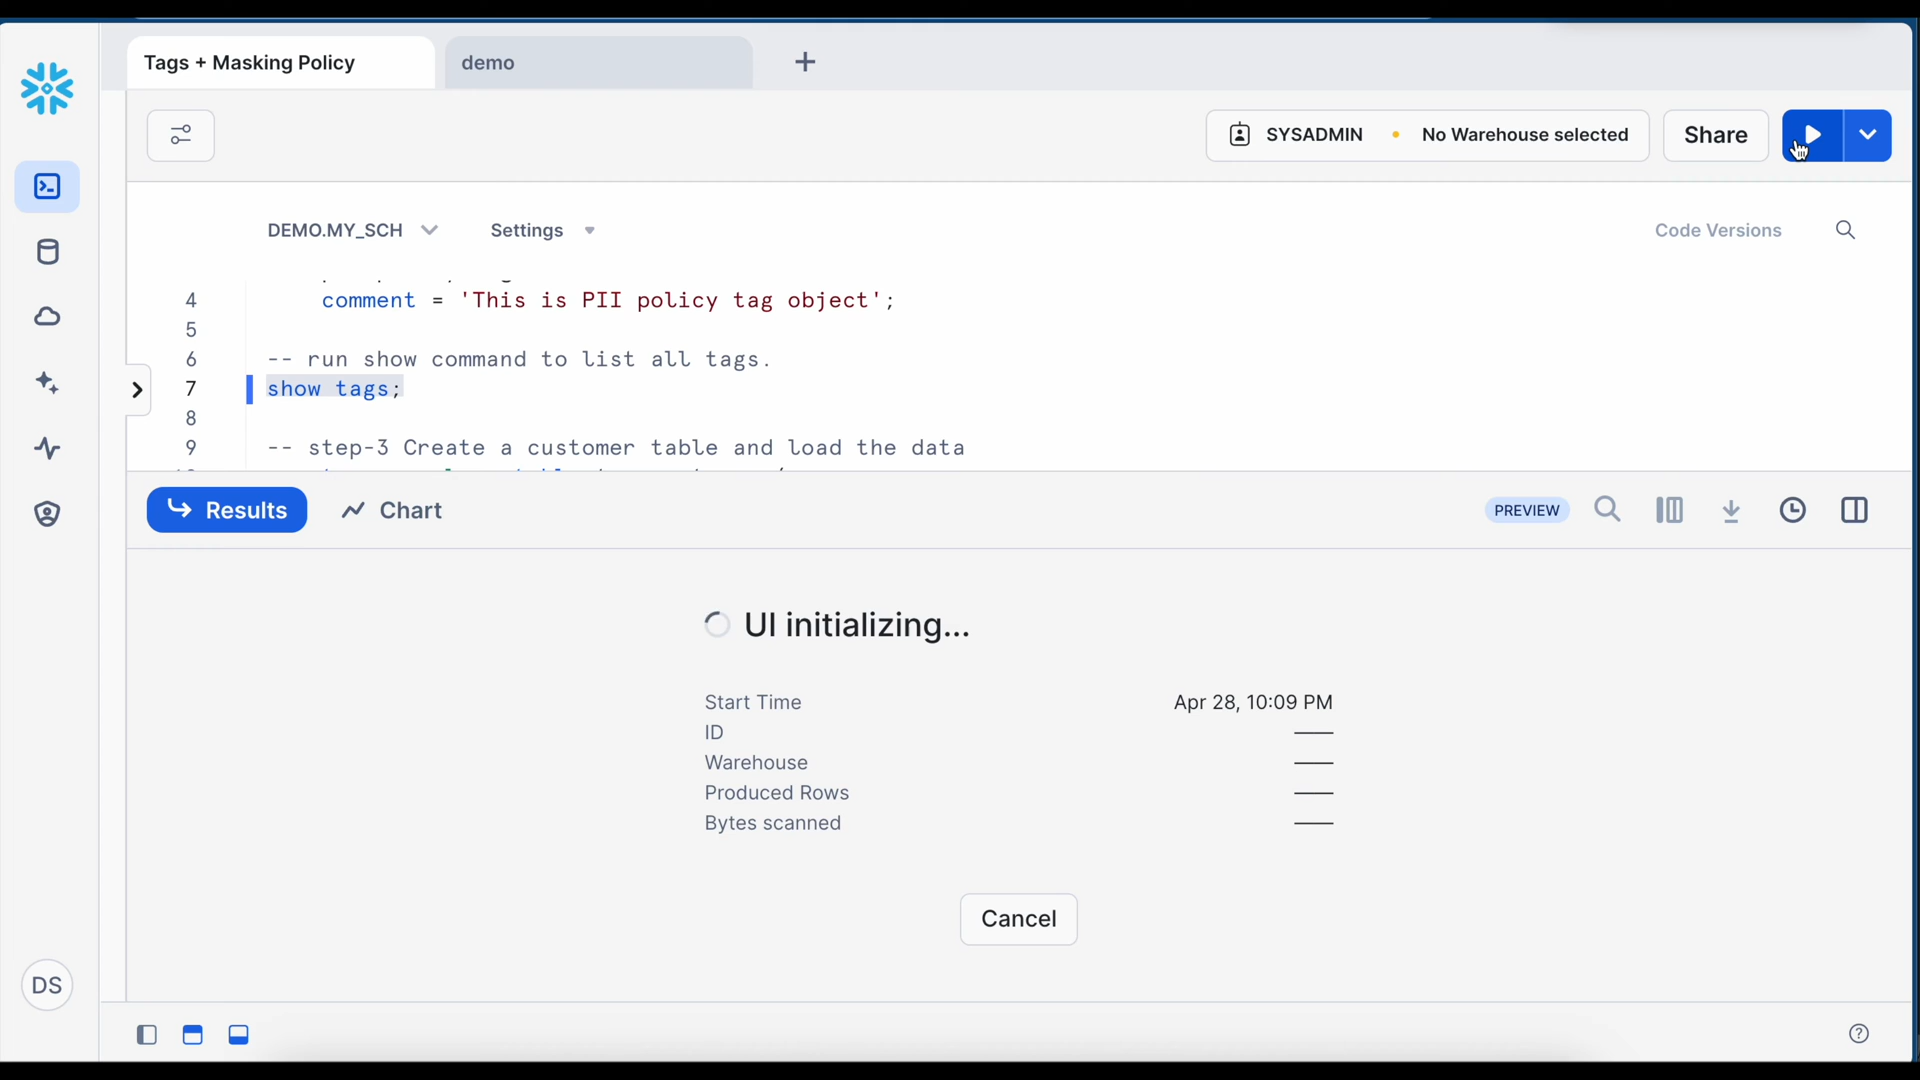 Tags + Masking Policy
demo
SYSADMIN
No Warehouse selected
Share
DEMO.MY_SCH
Settings
Code Versions
4 comment = 'This is PII policy tag object';
5
6 -- run show command to list all tags.
7 show tags;
8
9 -- step-3 Create a customer table and load the data
Results
Chart
PREVIEW
UI initializing...
Start Time Apr 28, 10:09 PM
ID
Warehouse
Produced Rows
Bytes scanned
Cancel
DS